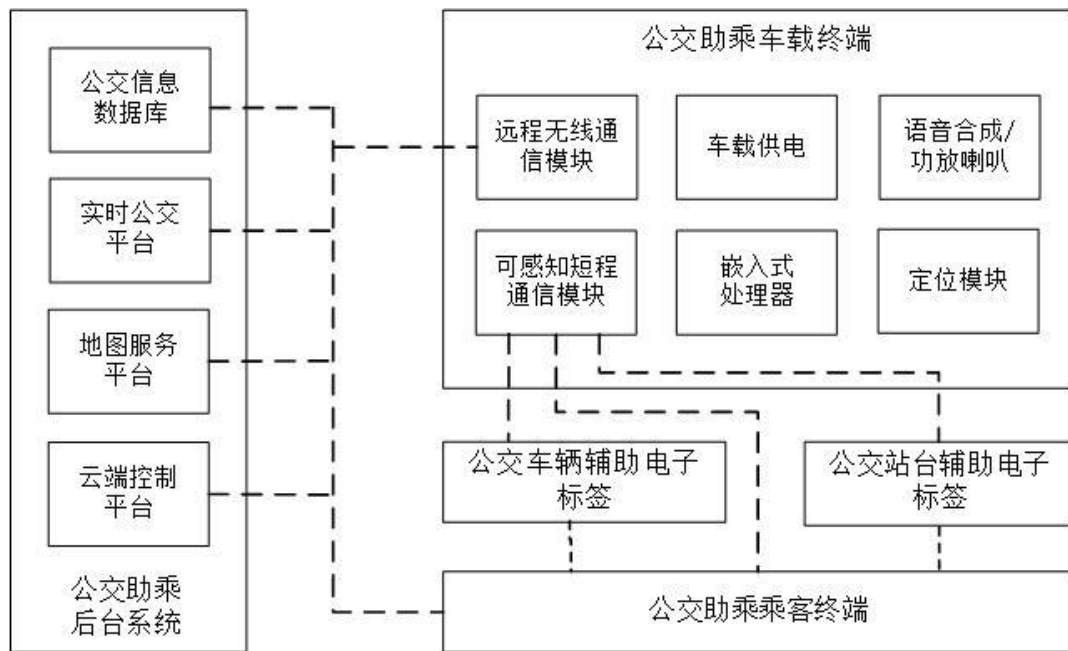 公交信息
数据库
实时公交
平台
地图服务
平台
云端控制
平台
公交助乘
后台系统
公交助乘车载终端
远程无线通
信模块
车载供电
语音合成/
功放喇叭
可感知短程
通信模块
嵌入式
处理器
定位模块
公交车辆辅助电子
标签
公交站台辅助电子
标签
公交助乘乘客终端